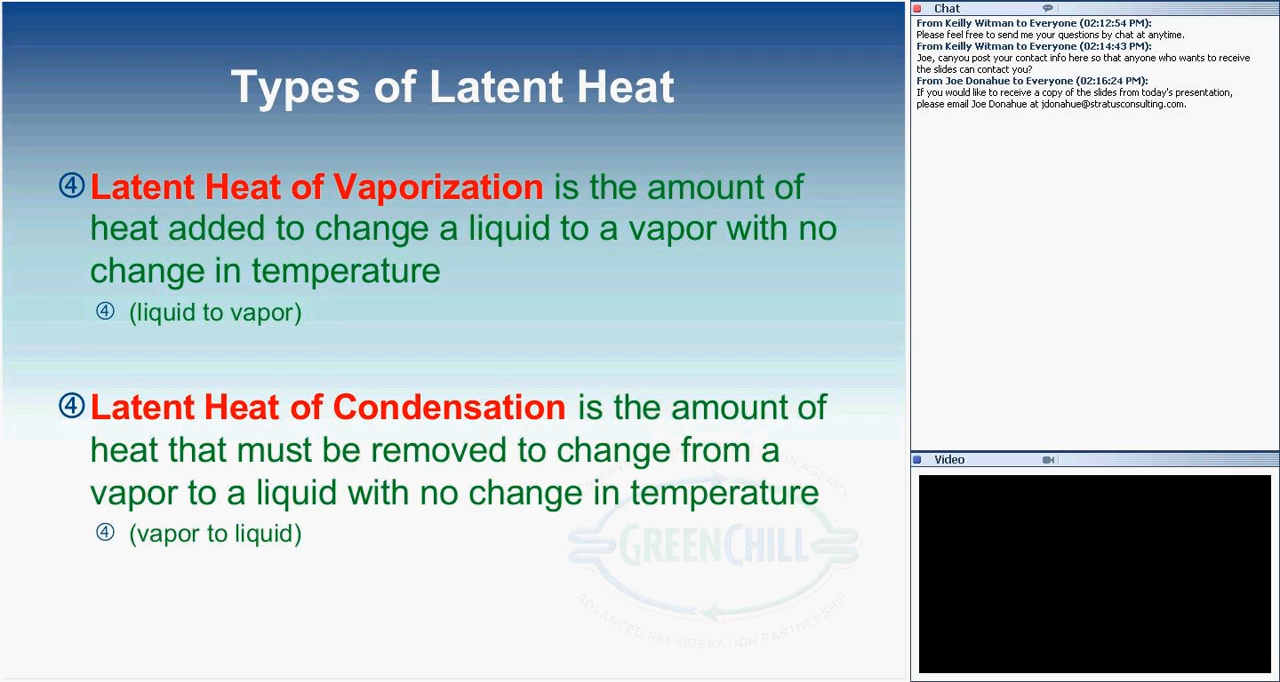 Types of Latent Heat
④ Latent Heat of Vaporization is the amount of
heat added to change a liquid to a vapor with no
change in temperature
④ (liquid to vapor)
④ Latent Heat of Condensation is the amount of
heat that must be removed to change from a
vapor to a liquid with no change in temperature
④ (vapor to liquid)
GREENCHILL
ADVANCED REFRIGERATION PARTNERSHIP
Chat
From Keilly Witman to Everyone (02:12:54 PM):
Please feel free to send me your questions by chat at anytime.
From Keilly Witman to Everyone (02:14:43 PM):
Joe, canyou post your contact info here so that anyone who wants to receive
the slides can contact you?
From Joe Donahue to Everyone (02:16:24 PM):
If you would like to receive a copy of the slides from today's presentation,
please email Joe Donahue at jdonahue@stratusconsulting.com.
Video